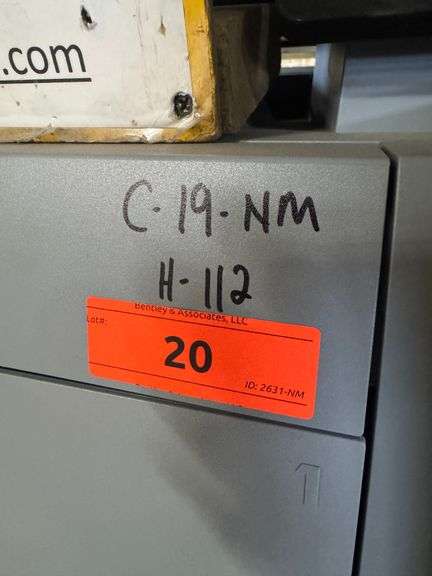 .com
C-19-NM
H-112
Bentley & Associates, LLC
Lot#:
20
ID: 2631-NM
1